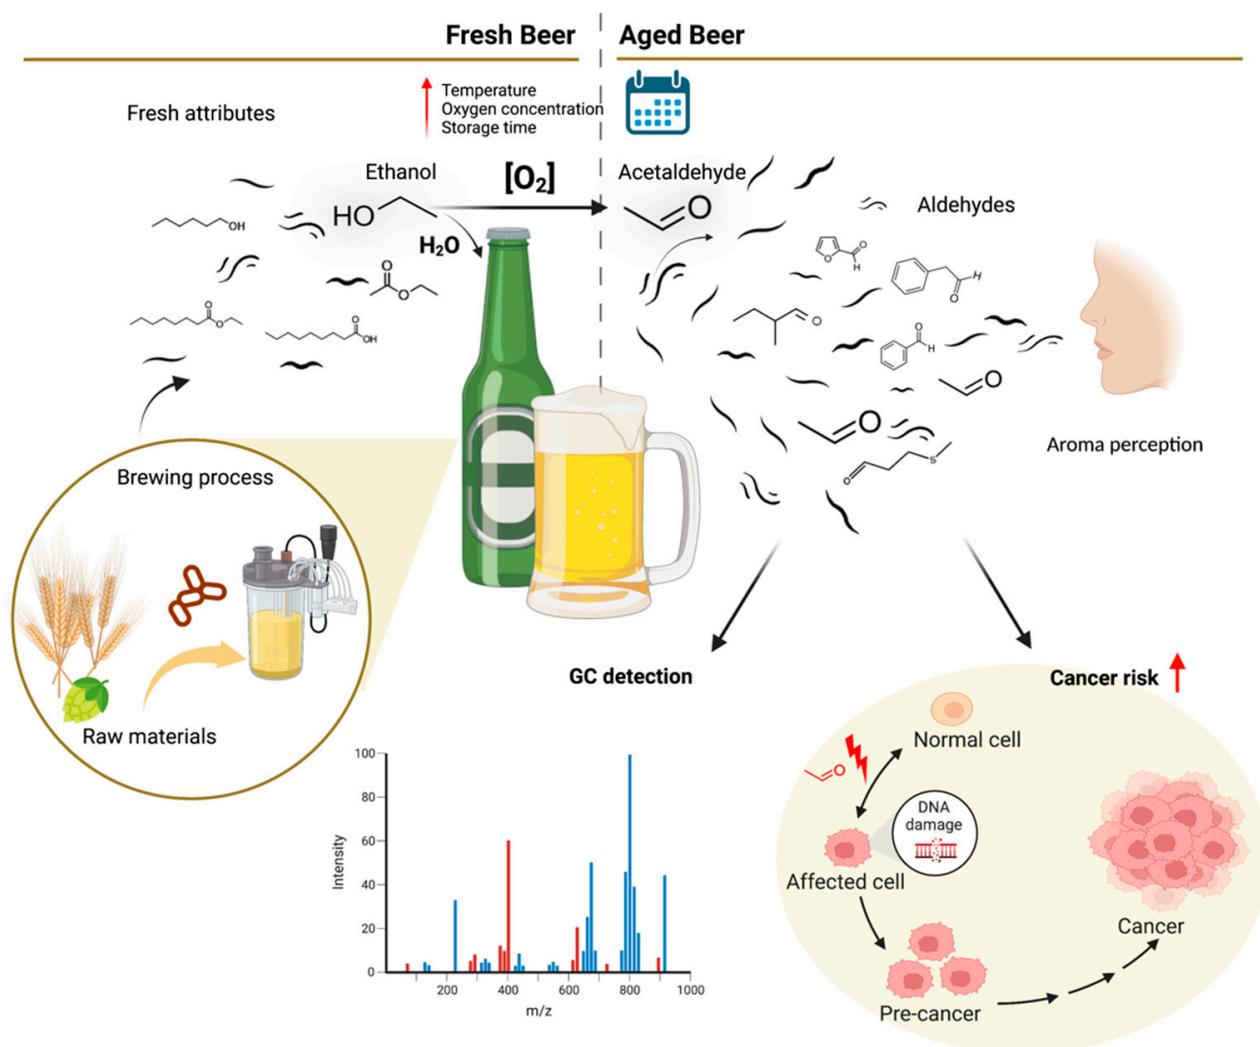 Fresh Beer
Aged Beer
Fresh attributes
Temperature
Oxygen concentration
Storage time
Ethanol
[O₂]
Acetaldehyde
Aldehydes
HO
O
H₂O
OH
O
O
O
O
O
OH
O
O
H
H
O
O
O
H
O
O
O
S
Aroma perception
Brewing process
Raw materials
GC detection
Cancer risk
Normal cell
O
DNA
damage
Affected cell
Cancer
Pre-cancer
100
80
60
40
20
0
Intensity
200
400
600
800
1000
m/z